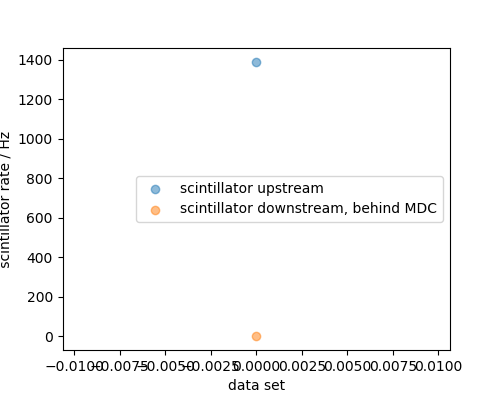 1400
1200
1000
800
600
400
200
0
scintillator rate / Hz
scintillator upstream
scintillator downstream, behind MDC
−0.0100 −0.0075 −0.0050 −0.0025 0.0000 0.0025 0.0050 0.0075 0.0100
data set